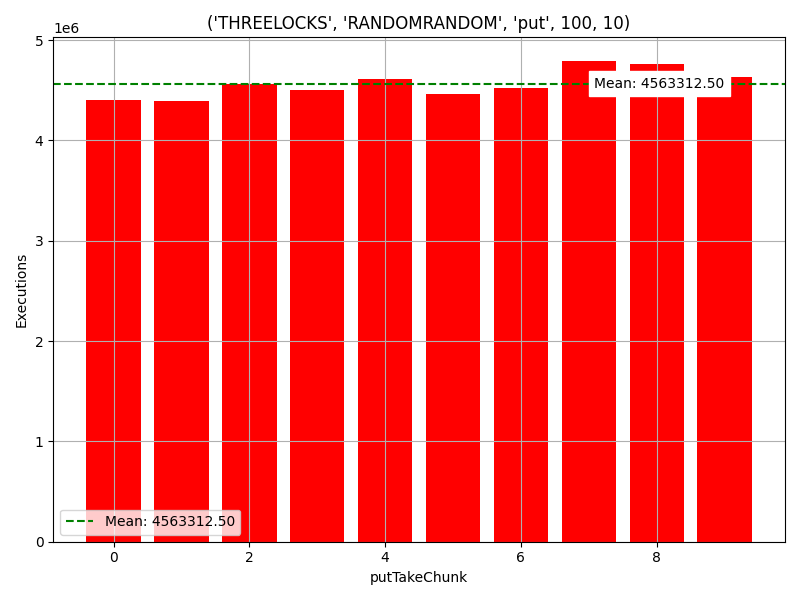 ('THREELOCKS', 'RANDOMRANDOM', 'put', 100, 10)
1e6
5
4
3
2
1
0
Executions
Mean: 4563312.50
Mean: 4563312.50
0 2 4 6 8
putTakeChunk